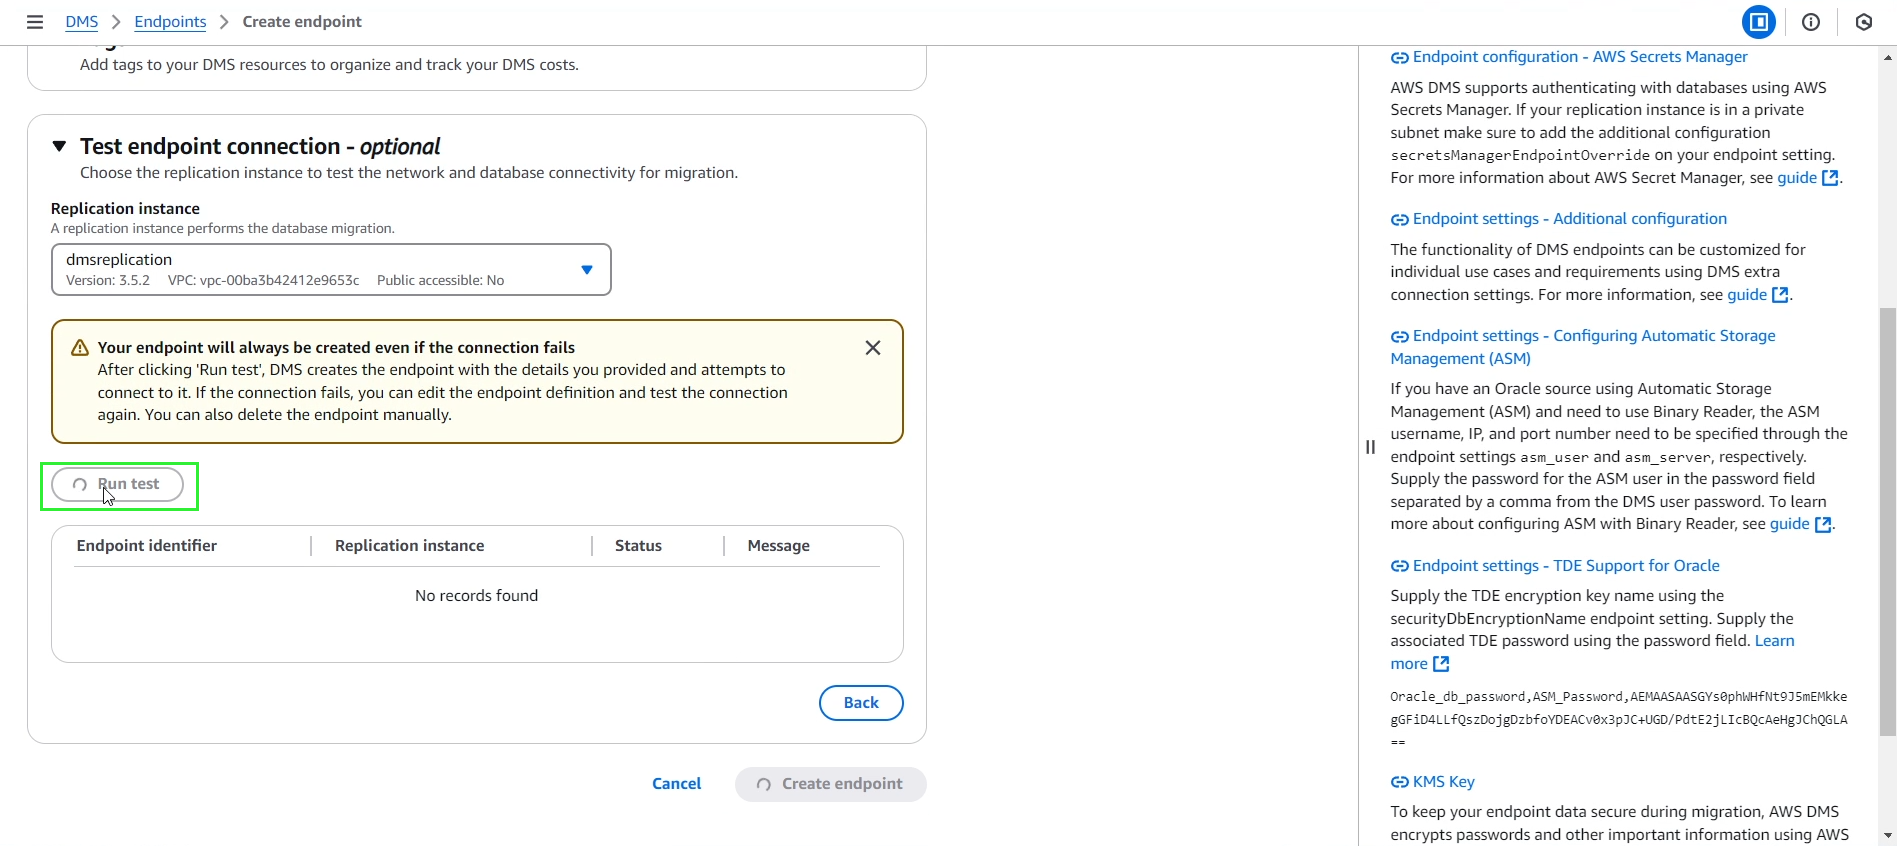 DMS > Endpoints > Create endpoint
Add tags to your DMS resources to organize and track your DMS costs.
Test endpoint connection - optional
Choose the replication instance to test the network and database connectivity for migration.
Replication instance
A replication instance performs the database migration.
dmsreplication
Version: 3.5.2 VPC: vpc-00ba3b42412e9653c Public accessible: No
Your endpoint will always be created even if the connection fails
After clicking 'Run test', DMS creates the endpoint with the details you provided and attempts to
connect to it. If the connection fails, you can edit the endpoint definition and test the connection
again. You can also delete the endpoint manually.
Run test
Endpoint identifier Replication instance Status Message
No records found
Back
Cancel Create endpoint
Endpoint configuration - AWS Secrets Manager
AWS DMS supports authenticating with databases using AWS
Secrets Manager. If your replication instance is in a private
subnet make sure to add the additional configuration
secretsManagerEndpointOverride on your endpoint setting.
For more information about AWS Secret Manager, see guide.
Endpoint settings - Additional configuration
The functionality of DMS endpoints can be customized for
individual use cases and requirements using DMS extra
connection settings. For more information, see guide.
Endpoint settings - Configuring Automatic Storage
Management (ASM)
If you have an Oracle source using Automatic Storage
Management (ASM) and need to use Binary Reader, the ASM
username, IP, and port number need to be specified through the
endpoint settings asm_user and asm_server, respectively.
Supply the password for the ASM user in the password field
separated by a comma from the DMS user password. To learn
more about configuring ASM with Binary Reader, see guide.
Endpoint settings - TDE Support for Oracle
Supply the TDE encryption key name using the
securityDbEncryptionName endpoint setting. Supply the
associated TDE password using the password field. Learn
more
Oracle_db_password,ASM_Password,AEMAASAASGYs0phWHfNt9J5mEMkke
gGFiD4LLfQszDojgDzbfoYDEACv0x3pJC+UGD/PdtE2jLIcBQcAeHgJChQGLA
==
KMS Key
To keep your endpoint data secure during migration, AWS DMS
encrypts passwords and other important information using AWS